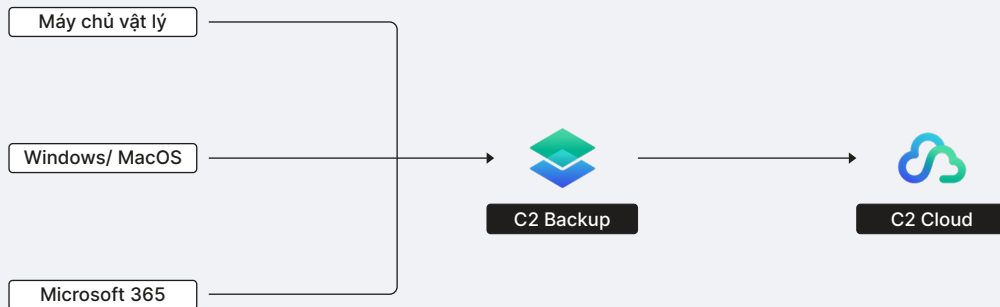 Máy chủ vật lý
Windows/ MacOS
Microsoft 365
C2 Backup
C2 Cloud